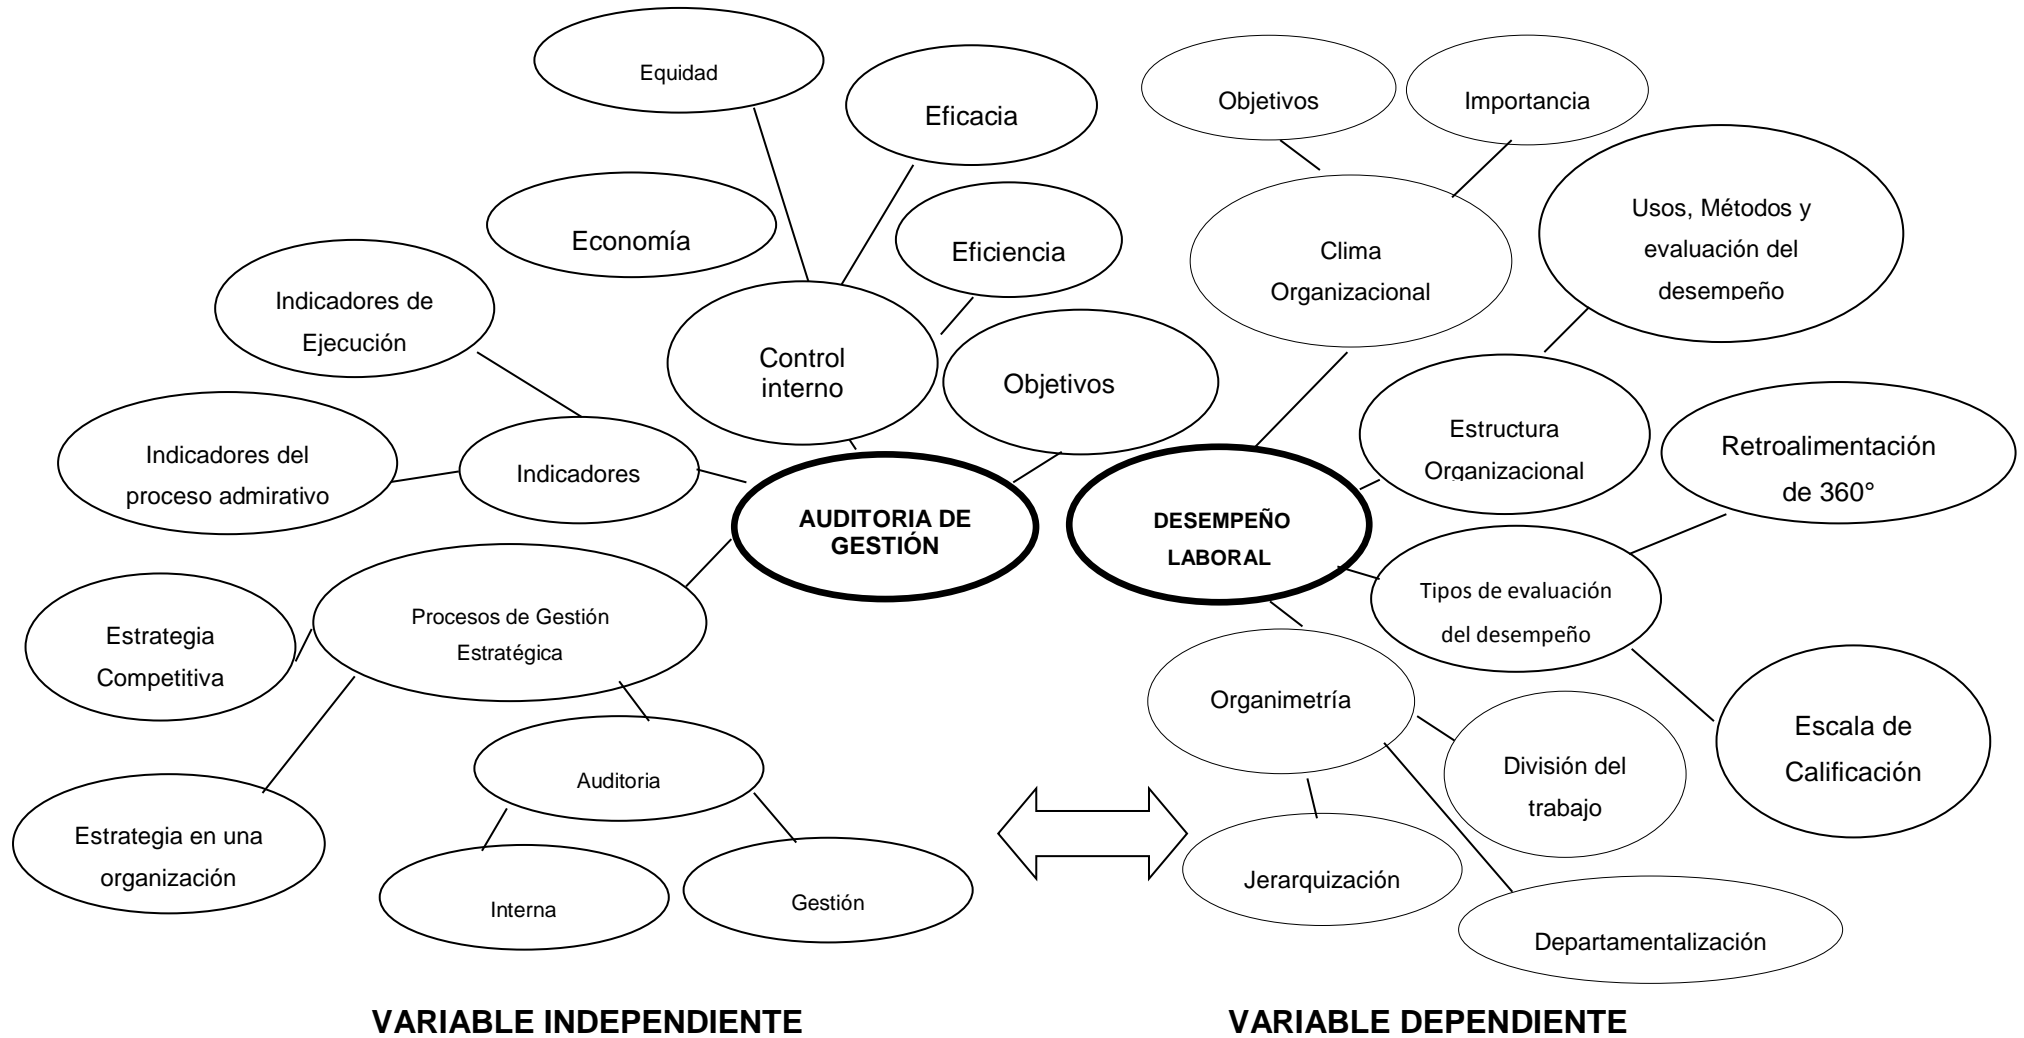 Equidad
Eficacia
Objetivos
Importancia
Economía
Eficiencia
Usos, Métodos y
evaluación del
desempeño
Clima
Organizacional
Indicadores de
Ejecución
Control
interno
Objetivos
Estructura
Organizacional
Retroalimentación
de 360°
Indicadores del
proceso admirativo
Indicadores
AUDITORIA DE
GESTIÓN
DESEMPEÑO
LABORAL
Tipos de evaluación
del desempeño
Procesos de Gestión
Estratégica
Estrategia
Competitiva
Organimetría
Escala de
Calificación
Auditoria
División del
trabajo
Estrategia en una
organización
Interna
Gestión
Jerarquización
Departamentalización
VARIABLE INDEPENDIENTE
VARIABLE DEPENDIENTE